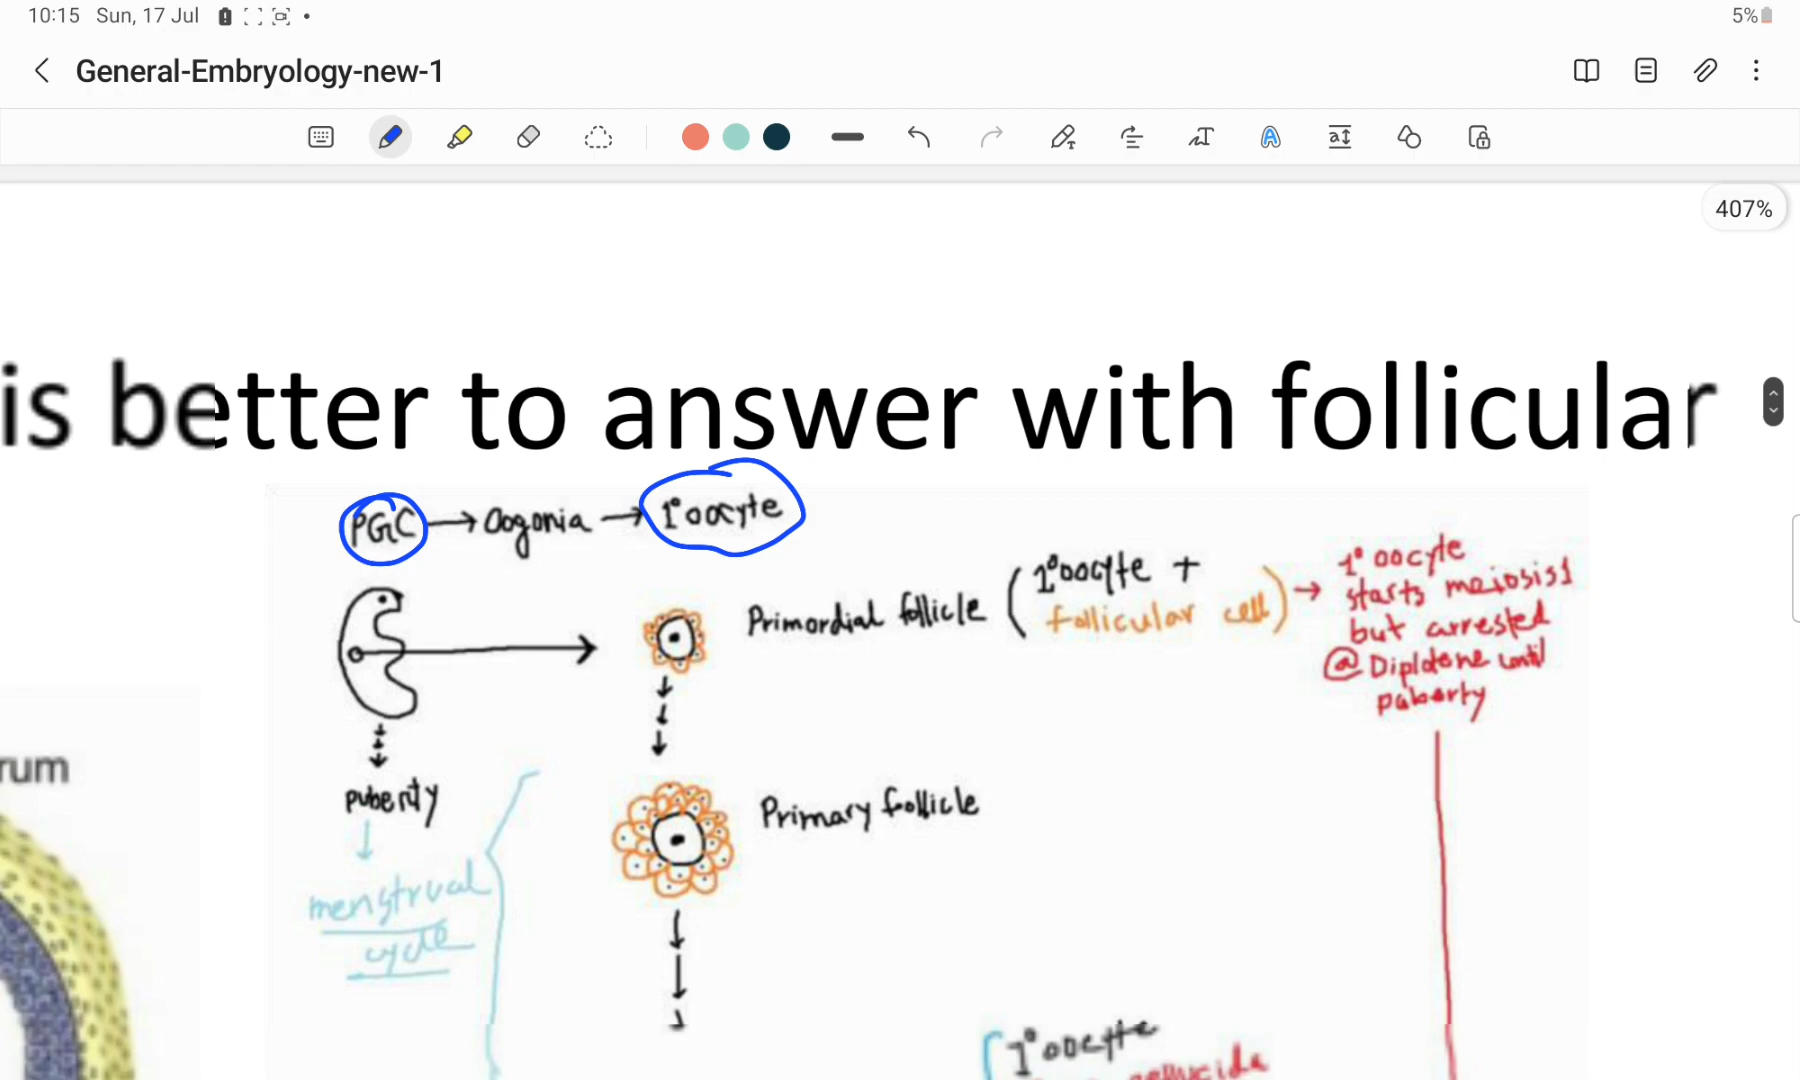 10:15 Sun, 17 Jul
5%
General-Embryology-new-1
407%
is better to answer with follicular
PGC → Oogonia → 1° oocyte
Primordial follicle (1° oocyte +
follicular cell) →
1° oocyte
starts meiosis1
but arrested
@ Diplotene until
puberty
rum
puberty
Primary follicle
menstrual
cycle
1° oocyte
pellucida